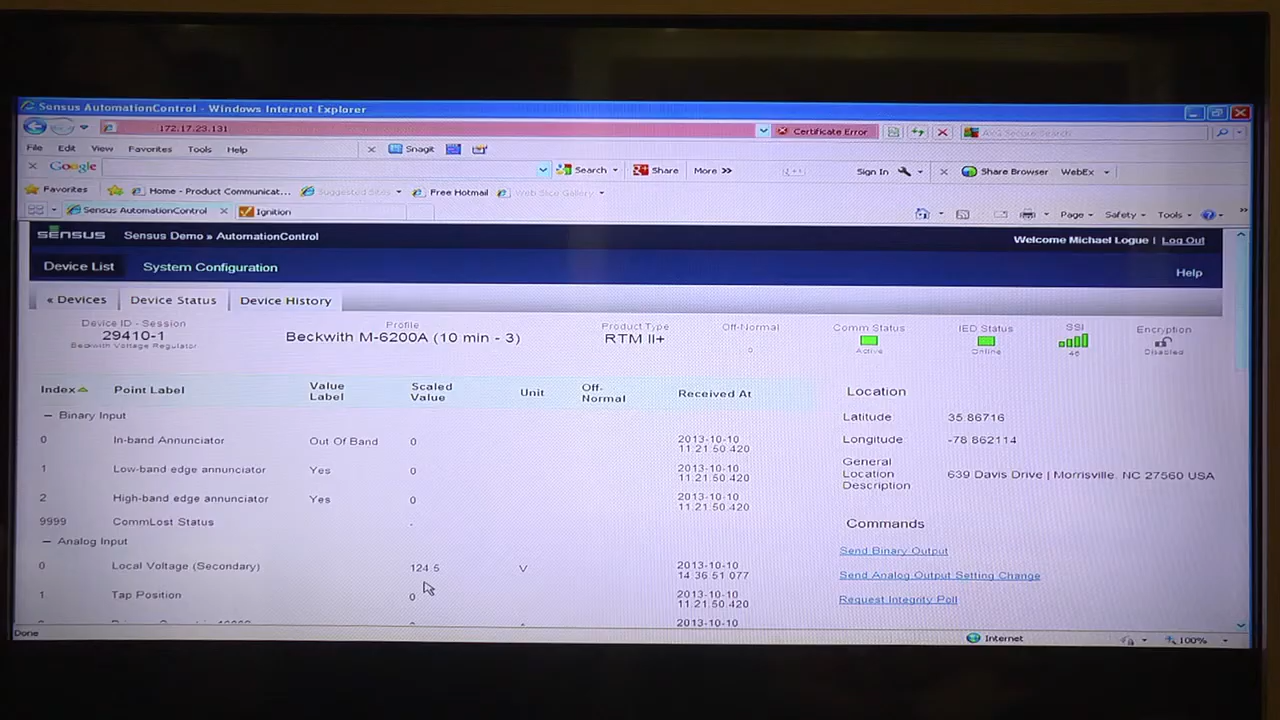 Sensus AutomationControl - Windows Internet Explorer
172.17.23.131 Certificate Error AVG Secure Search
File Edit View Favorites Tools Help Snagit
Google Search Share More >> Sign In Share Browser WebEx
Favorites Home - Product Communicat... Suggested Sites Free Hotmail Web Slice Gallery
Sensus AutomationControl Ignition Page Safety Tools
sensus Sensus Demo » AutomationControl Welcome Michael Logue | Log Out
Device List System Configuration Help
« Devices Device Status Device History
Device ID - Session Profile Product Type Off-Normal Comm Status IED Status SSI Encryption
29410-1 Beckwith M-6200A (10 min - 3) RTM II+
Beckwith Voltage Regulator 0 Active Online 46 Disabled
Index Point Label Value Label Scaled Value Unit Off-Normal Received At
Location
— Binary Input
Latitude 35.86716
0 In-band Annunciator Out Of Band 0 2013-10-10 11:21:50.420
Longitude -78.862114
1 Low-band edge annunciator Yes 0 2013-10-10 11:21:50.420
General Location Description 639 Davis Drive | Morrisville, NC 27560 USA
2 High-band edge annunciator Yes 0 2013-10-10 11:21:50.420
9999 CommLost Status -
Commands
— Analog Input
Send Binary Output
0 Local Voltage (Secondary) 124.5 V 2013-10-10 14:36:51.077
Send Analog Output Setting Change
1 Tap Position 0 2013-10-10 11:21:50.420
Request Integrity Poll
2013-10-10
Done Internet 100%